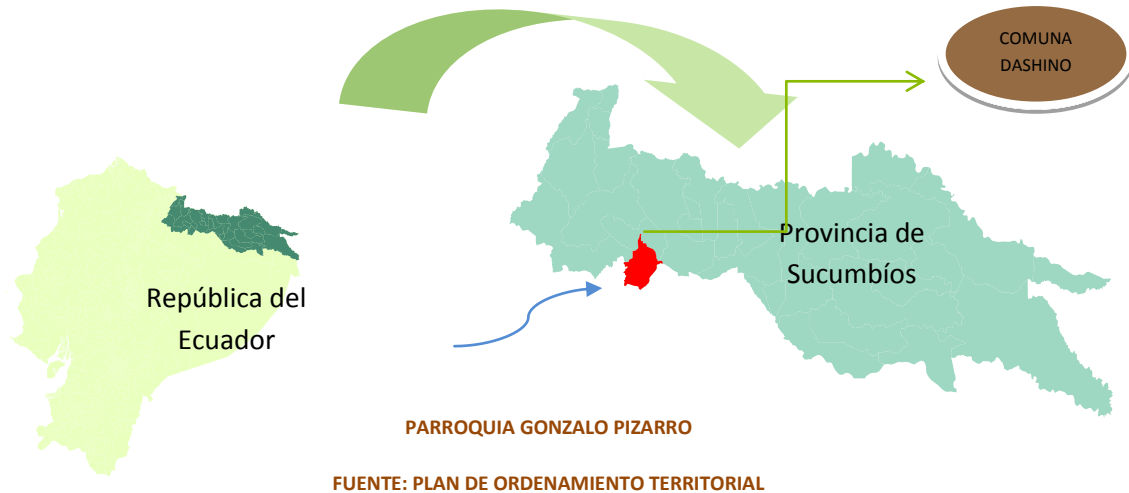 COMUNA
DASHINO
Provincia de
Sucumbíos
República del
Ecuador
PARROQUIA GONZALO PIZARRO
FUENTE: PLAN DE ORDENAMIENTO TERRITORIAL